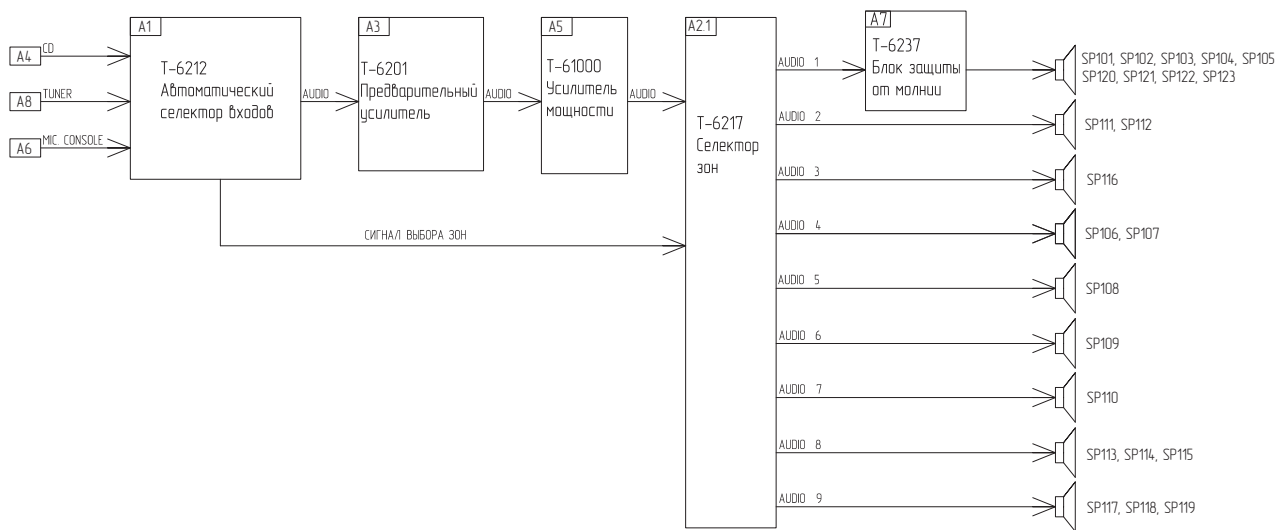 A4
CD
A8
TUNER
A6
MIC. CONSOLE
A1
T-6212
Автоматический
селектор входов
AUDIO
A3
T-6201
Предварительный
усилитель
AUDIO
A5
T-61000
Усилитель
мощности
AUDIO
СИГНАЛ ВЫБОРА ЗОН
A2.1
T-6217
Селектор
зон
AUDIO 1
A7
T-6237
Блок защиты
от молнии
SP101, SP102, SP103, SP104, SP105
SP120, SP121, SP122, SP123
AUDIO 2
SP111, SP112
AUDIO 3
SP116
AUDIO 4
SP106, SP107
AUDIO 5
SP108
AUDIO 6
SP109
AUDIO 7
SP110
AUDIO 8
SP113, SP114, SP115
AUDIO 9
SP117, SP118, SP119